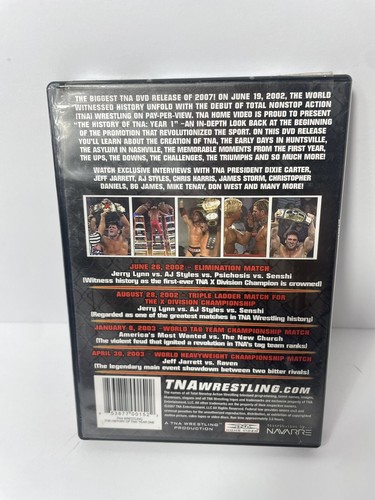 THE BIGGEST TNA DVD RELEASE OF 2007! ON JUNE 19, 2002, THE WORLD
WITNESSED HISTORY UNFOLD WITH THE DEBUT OF TOTAL NONSTOP ACTION
(TNA) WRESTLING ON PAY-PER-VIEW. TNA HOME VIDEO IS PROUD TO PRESENT
"THE HISTORY OF TNA: YEAR 1" –AN IN-DEPTH LOOK BACK AT THE BEGINNING
OF THE PROMOTION THAT REVOLUTIONIZED THE SPORT. ON THIS DVD RELEASE
YOU'LL LEARN ABOUT THE CREATION OF TNA, THE EARLY DAYS IN HUNTSVILLE,
THE ASYLUM IN NASHVILLE, THE MEMORABLE MOMENTS FROM THE FIRST YEAR,
THE UPS, THE DOWNS, THE CHALLENGES, THE TRIUMPHS AND SO MUCH MORE!
WATCH EXCLUSIVE INTERVIEWS WITH TNA PRESIDENT DIXIE CARTER,
JEFF JARRETT, AJ STYLES, CHRIS HARRIS, JAMES STORM, CHRISTOPHER
DANIELS, BG JAMES, MIKE TENAY, DON WEST AND MANY MORE!
JUNE 26, 2002 - ELIMINATION MATCH
Jerry Lynn vs. AJ Styles vs. Psichosis vs. Senshi
(Witness history as the first-ever TNA X Division Champion is crowned)
AUGUST 28, 2002 - TRIPLE LADDER MATCH FOR
THE X DIVISION CHAMPIONSHIP
Jerry Lynn vs. AJ Styles vs. Senshi
(Regarded as one of the greatest matches in TNA Wrestling history)
JANUARY 8, 2003 -WORLD TAG TEAM CHAMPIONSHIP MATCH
America's Most Wanted vs. The New Church
(The violent feud that ignited a revolution in TNA's tag team ranks)
APRIL 30, 2003 - WORLD HEAVYWEIGHT CHAMPIONSHIP MATCH
Jeff Jarrett vs. Raven
(The legendary main event showdown between two bitter rivals)
TNAWRESTLING.COM
A TNA WRESTLING
PRODUCTION
NAVARRE